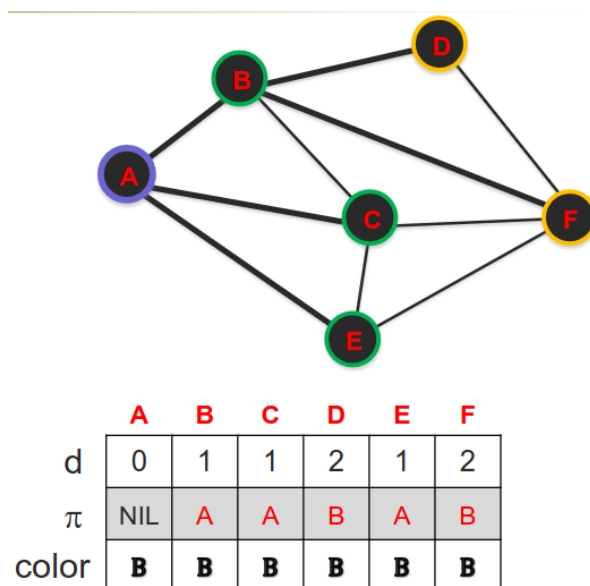 D
B
A
C
F
E
A B C D E F
d 0 1 1 2 1 2
π NIL A A B A B
color B B B B B B